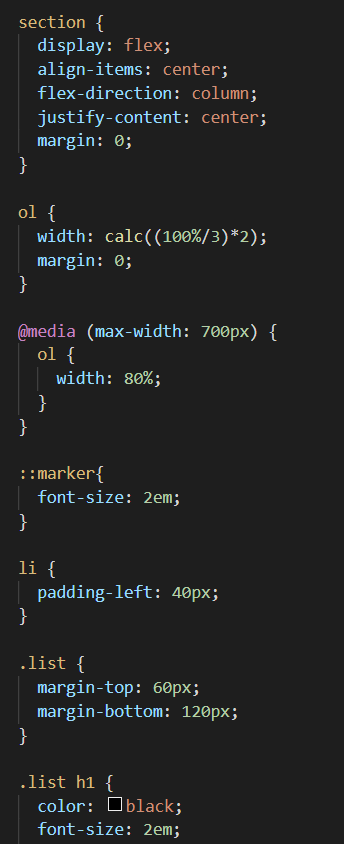 section {
display: flex;
align-items: center;
flex-direction: column;
justify-content: center;
margin: 0;
}
ol {
width: calc((100%/3)*2);
margin: 0;
}
@media (max-width: 700px) {
ol {
width: 80%;
}
}
::marker{
font-size: 2em;
}
li {
padding-left: 40px;
}
.list {
margin-top: 60px;
margin-bottom: 120px;
}
.list h1 {
color: black;
font-size: 2em;